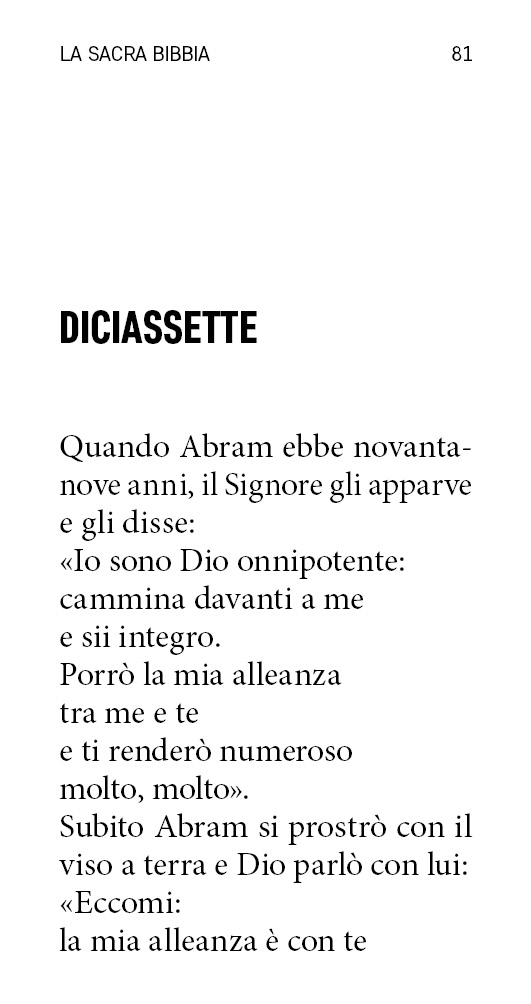 LA SACRA BIBBIA 81
DICIASSETTE
Quando Abram ebbe novanta-
nove anni, il Signore gli apparve
e gli disse:
«Io sono Dio onnipotente:
cammina davanti a me
e sii integro.
Porrò la mia alleanza
tra me e te
e ti renderò numeroso
molto, molto».
Subito Abram si prostrò con il
viso a terra e Dio parlò con lui:
«Eccomi:
la mia alleanza è con te